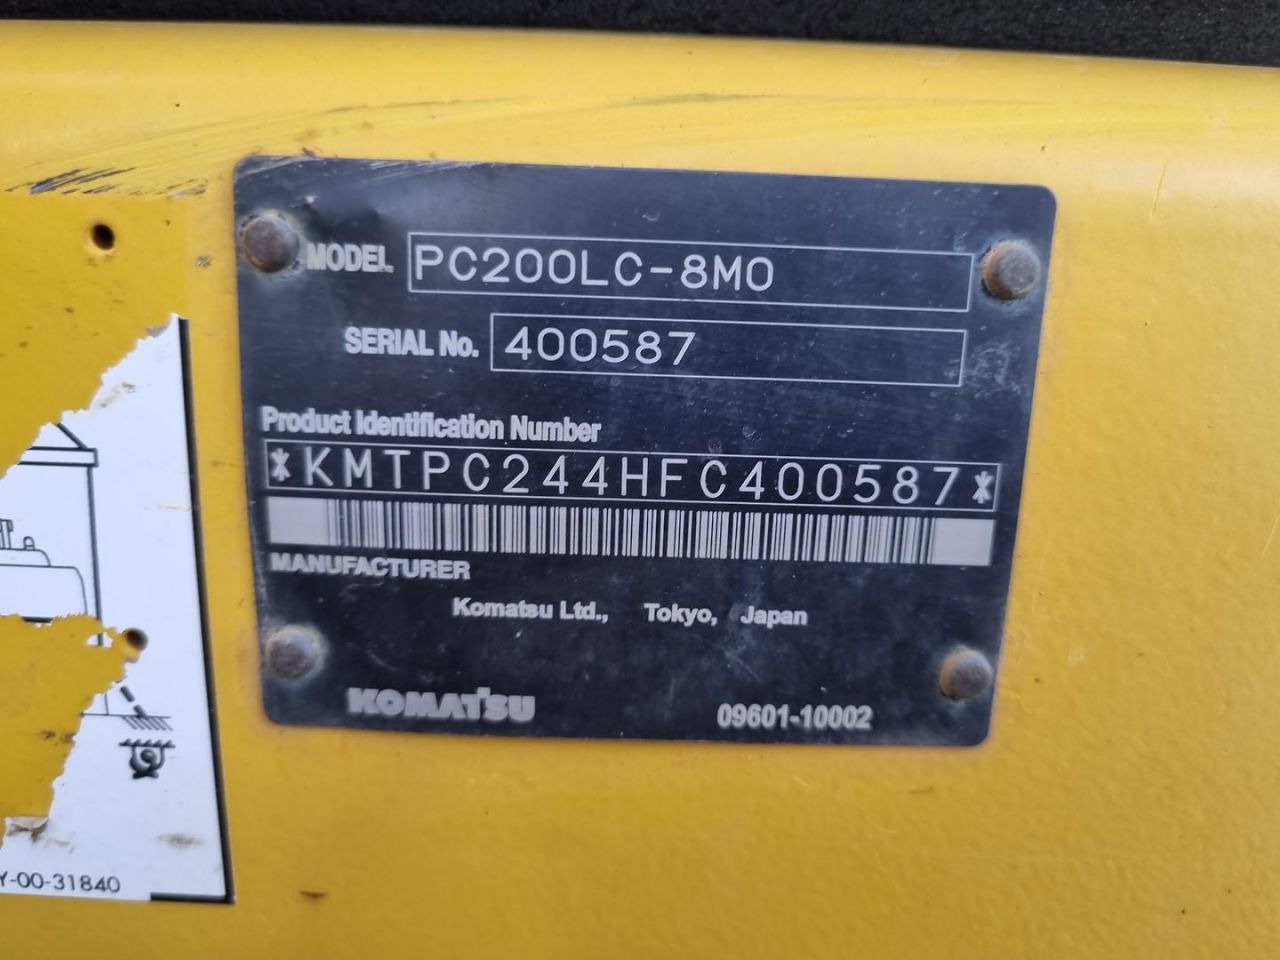 MODEL PC200LC-8M0
SERIAL No. 400587
Product Identification Number
*KMTPC244HFC400587*
MANUFACTURER
Komatsu Ltd., Tokyo, Japan
KOMATSU 09601-10002
Y-00-31840